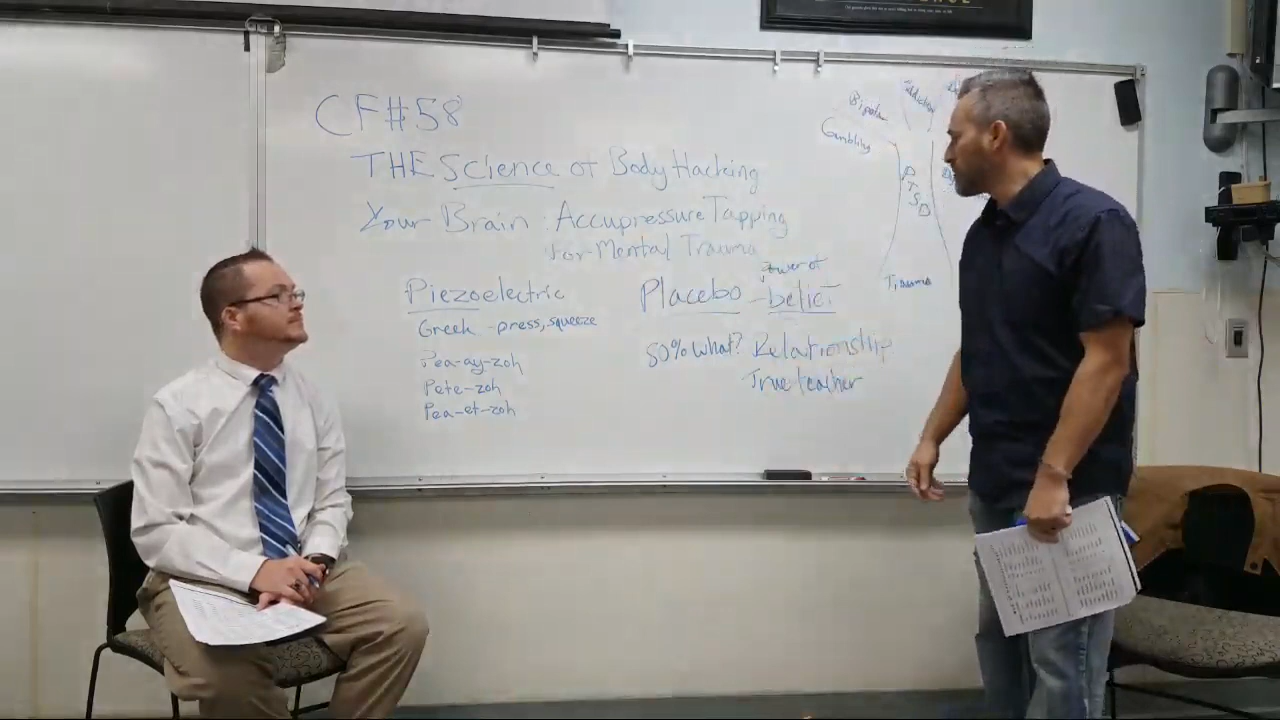 CF#58
THE Science of Body Hacking
Your Brain: Accupressure Tapping
for Mental Trauma
Piezoelectric
Greek - press, squeeze
Pea-ay-zoh
Pete-zoh
Pea-et-zoh
Placebo - power of belief
50% what? Relationship
True teacher
Bipolar
Gambling
addiction
PTSD
Trauma